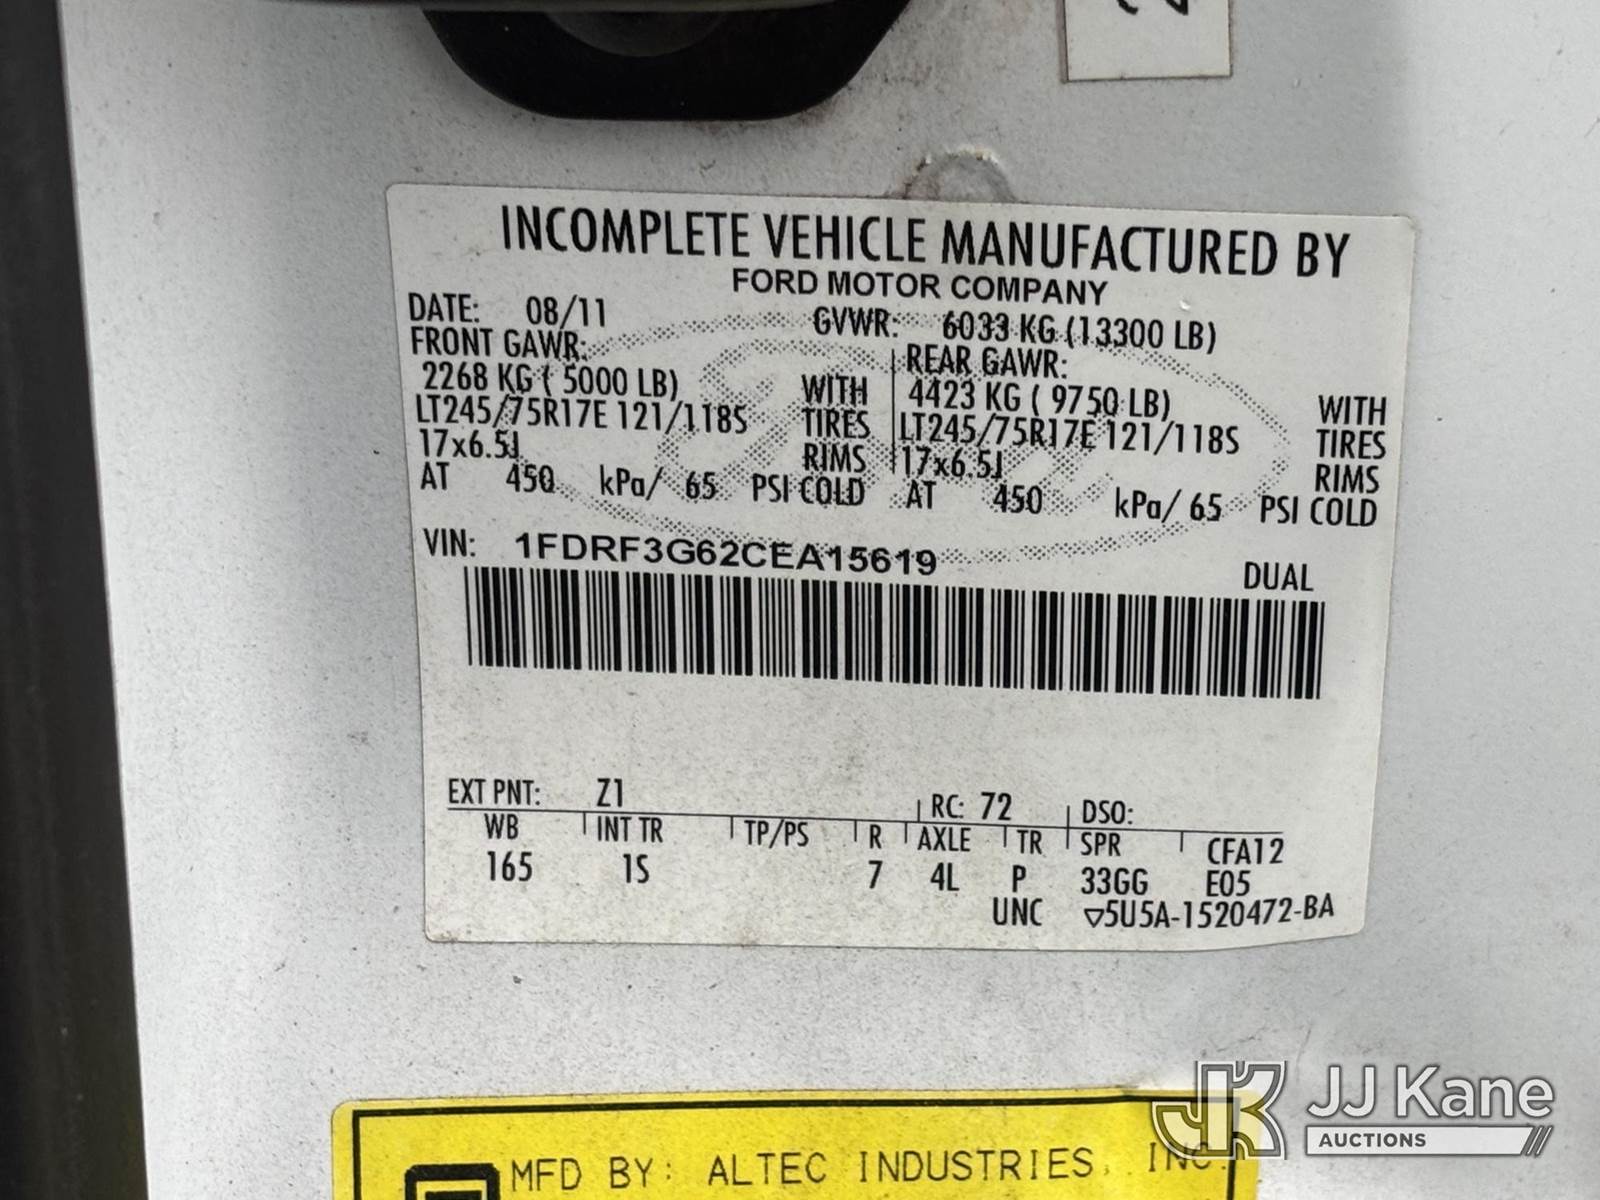 INCOMPLETE VEHICLE MANUFACTURED BY
FORD MOTOR COMPANY
DATE: 08/11 GVWR: 6033 KG (13300 LB)
FRONT GAWR: REAR GAWR:
2268 KG ( 5000 LB) WITH 4423 KG ( 9750 LB) WITH
LT245/75R17E 121/118S TIRES LT245/75R17E 121/118S TIRES
17x6.5J RIMS 17x6.5J RIMS
AT 450 kPa/ 65 PSI COLD AT 450 kPa/ 65 PSI COLD
VIN: 1FDRF3G62CEA15619
DUAL
EXT PNT: Z1 RC: 72 DSO:
WB INT TR TP/PS R AXLE TR SPR CFA12
165 1S 7 4L P 33GG E05
UNC ▽5U5A-1520472-BA
MFD BY: ALTEC INDUSTRIES, INC.
JJ Kane
AUCTIONS